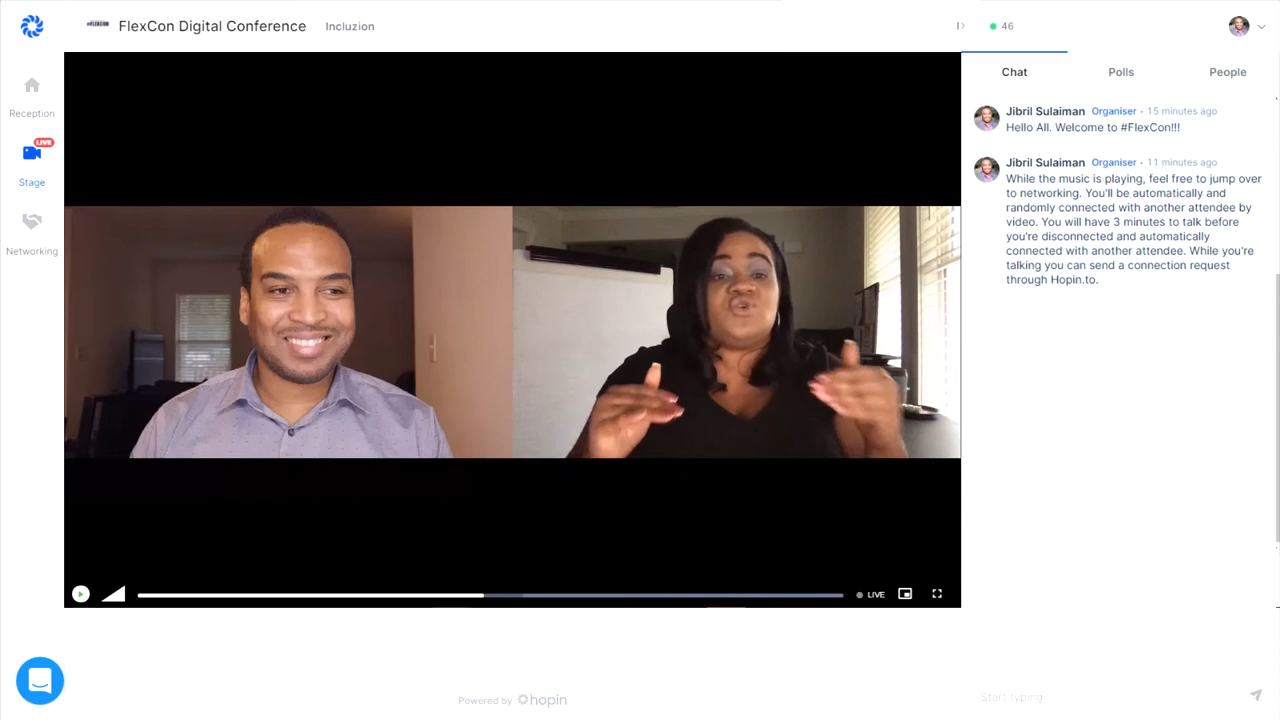 #FLEXCON FlexCon Digital Conference Incluzion
46
Reception
LIVE
Stage
Networking
Chat Polls People
Jibril Sulaiman Organiser • 15 minutes ago
Hello All. Welcome to #FlexCon!!!
Jibril Sulaiman Organiser • 11 minutes ago
While the music is playing, feel free to jump over
to networking. You'll be automatically and
randomly connected with another attendee by
video. You will have 3 minutes to talk before
you're disconnected and automatically
connected with another attendee. While you're
talking you can send a connection request
through Hopin.to.
LIVE
Powered by hopin
Start typing...